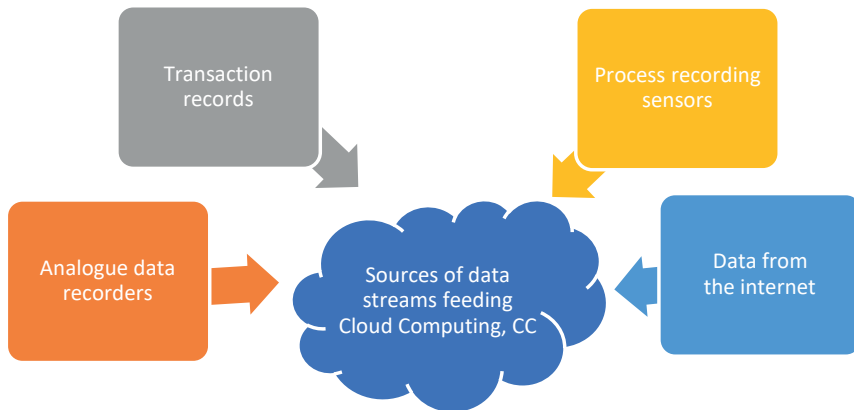 Transaction
records
Process recording
sensors
Analogue data
recorders
Sources of data
streams feeding
Cloud Computing, CC
Data from
the internet